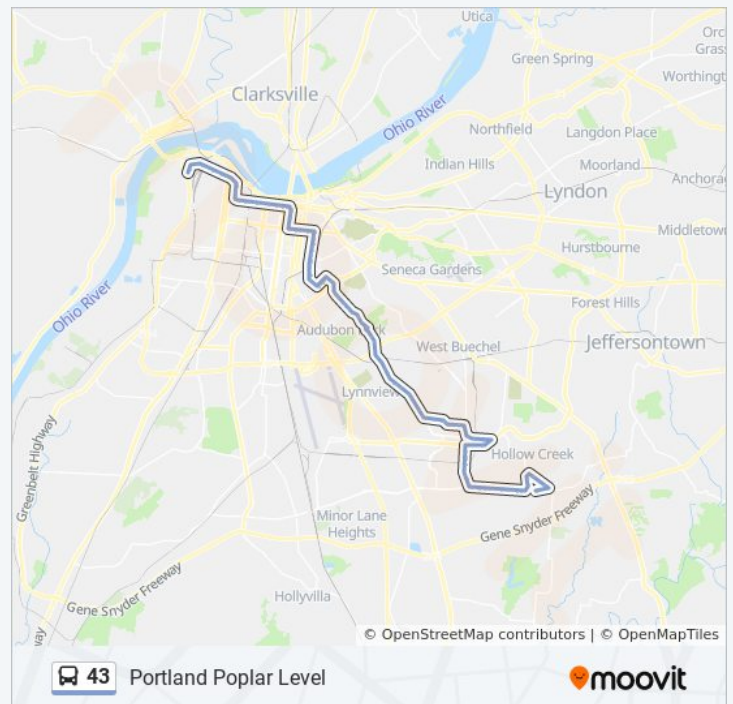 Utica
Orc
Grass
Green Spring
Worthingt
Clarksville
Ohio River
Northfield
Langdon Place
Indian Hills
Moorland
Anchora
Lyndon
Middletow
Hurstbourne
Seneca Gardens
Ohio River
Forest Hills
Audubon Park
West Buechel
Jeffersontown
Lynnview
Greenbelt Highway
Hollow Creek
Gene Snyder Freeway
Minor Lane
Heights
Gene Snyder Freeway
Hollyvilla
way
© OpenStreetMap contributors | © OpenMapTiles
43 Portland Poplar Level
moovit